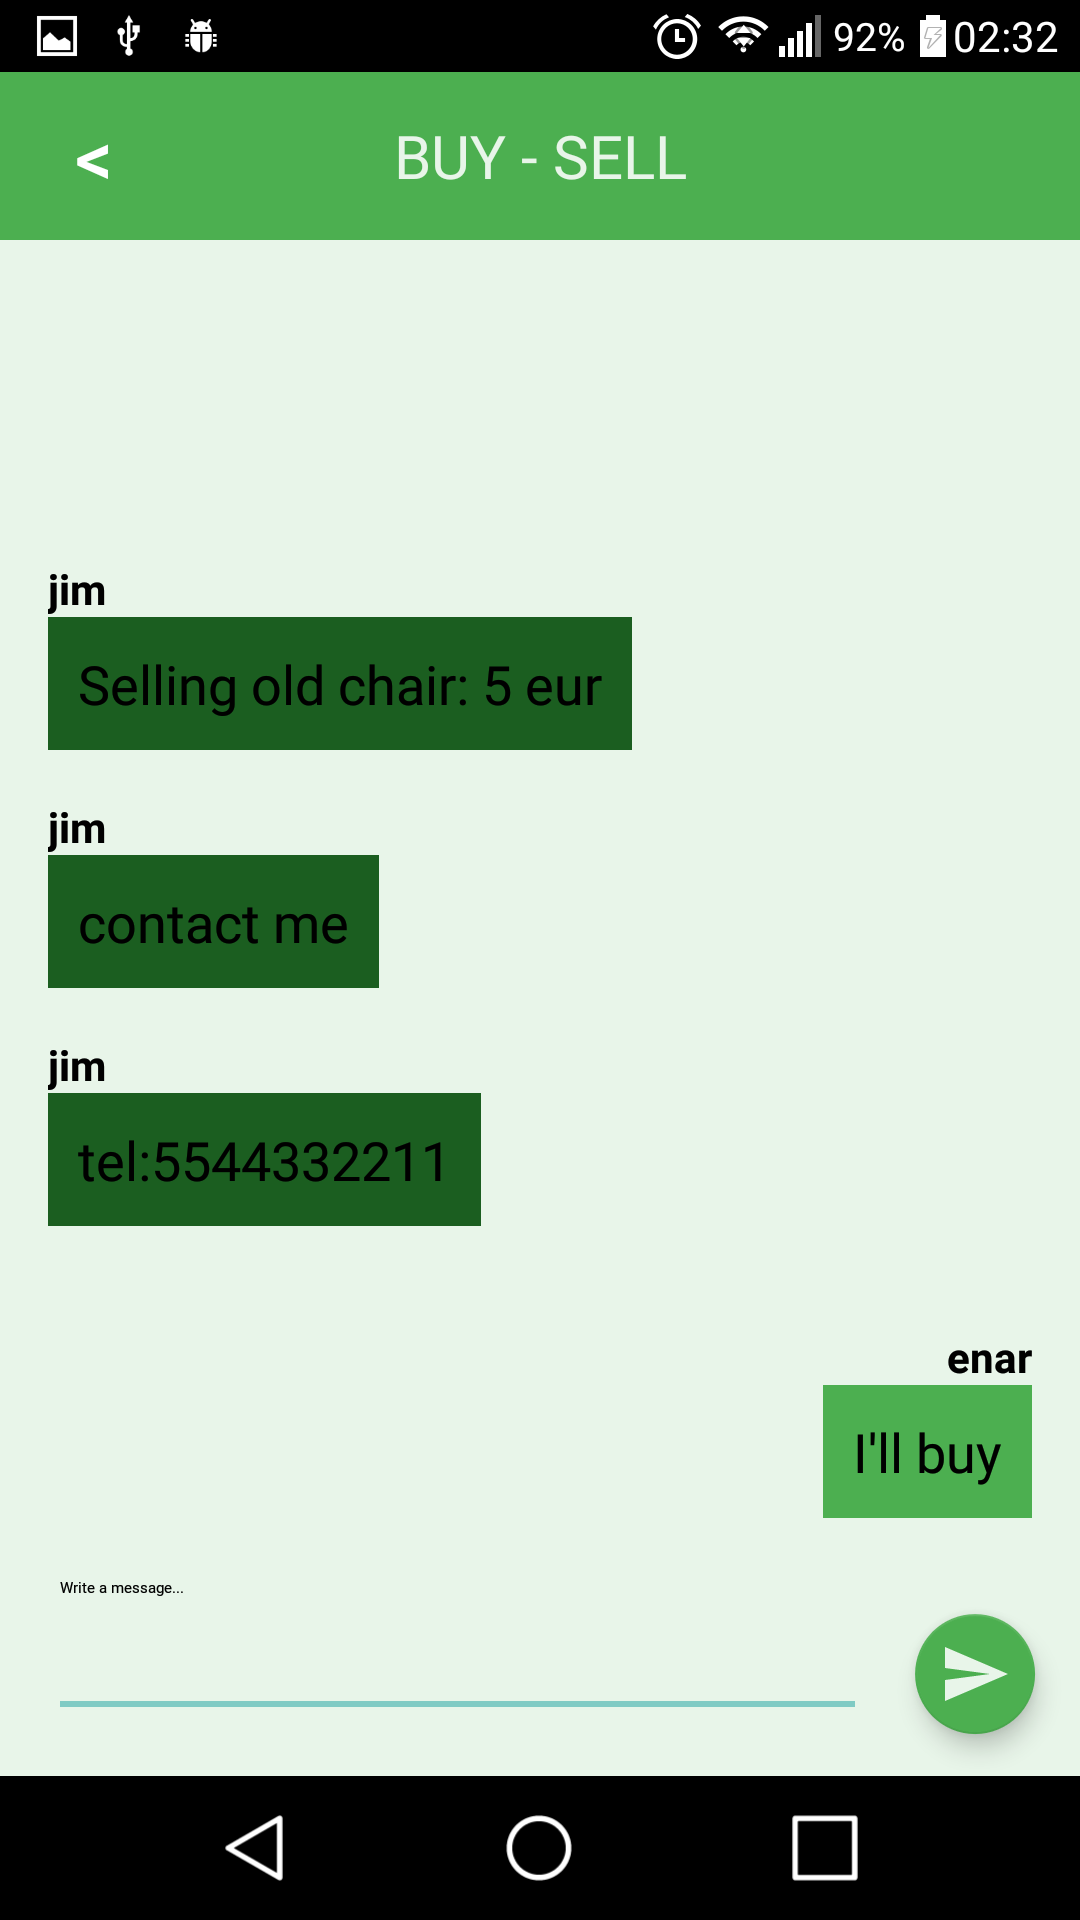 92% 02:32
< BUY - SELL
jim
Selling old chair: 5 eur
jim
contact me
jim
tel:5544332211
enar
I'll buy
Write a message...